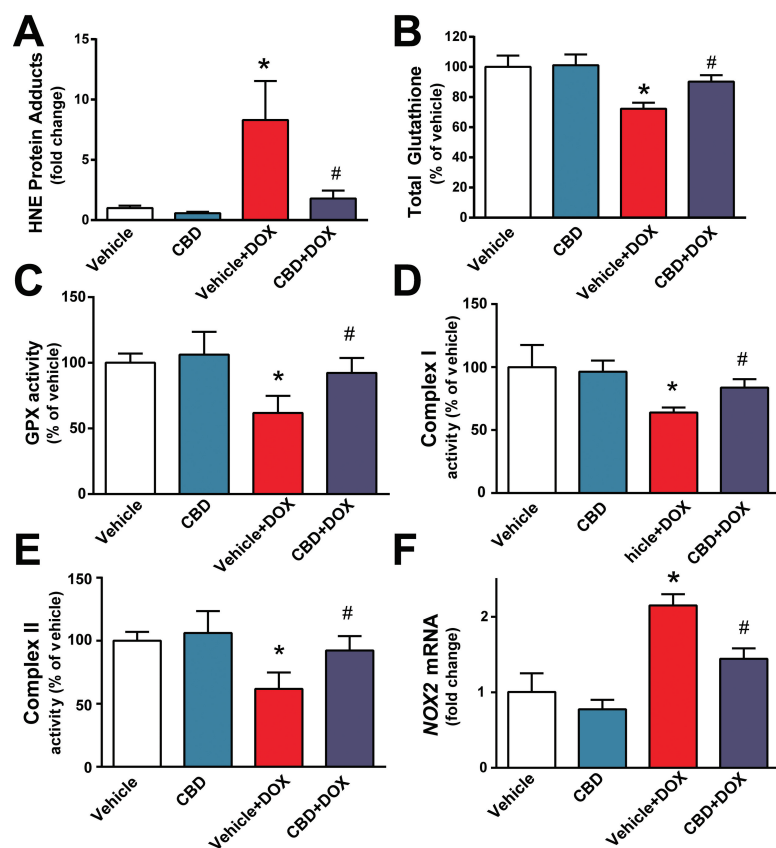 A
HNE Protein Adducts
(fold change)
15
10
5
0
*
#
Vehicle
CBD
Vehicle+DOX
CBD+DOX
B
Total Glutathione
(% of vehicle)
120
100
80
60
40
20
0
*
#
Vehicle
CBD
Vehicle+DOX
CBD+DOX
C
GPX activity
(% of vehicle)
150
100
50
0
*
#
Vehicle
CBD
Vehicle+DOX
CBD+DOX
D
Complex I
activity (% of vehicle)
150
100
50
0
*
#
Vehicle
CBD
hicle+DOX
CBD+DOX
E
Complex II
activity (% of vehicle)
150
100
50
0
*
#
Vehicle
CBD
Vehicle+DOX
CBD+DOX
F
NOX2 mRNA
(fold change)
2
1
0
*
#
Vehicle
CBD
Vehicle+DOX
CBD+DOX